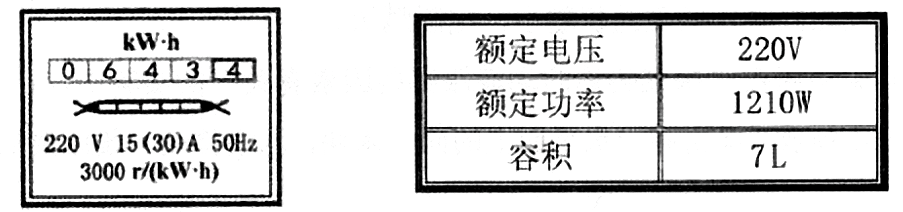 kW·h
0 6 4 3 4
220 V 15(30)A 50Hz
3000 r/(kW·h)
额定电压 220V
额定功率 1210W
容积 7L